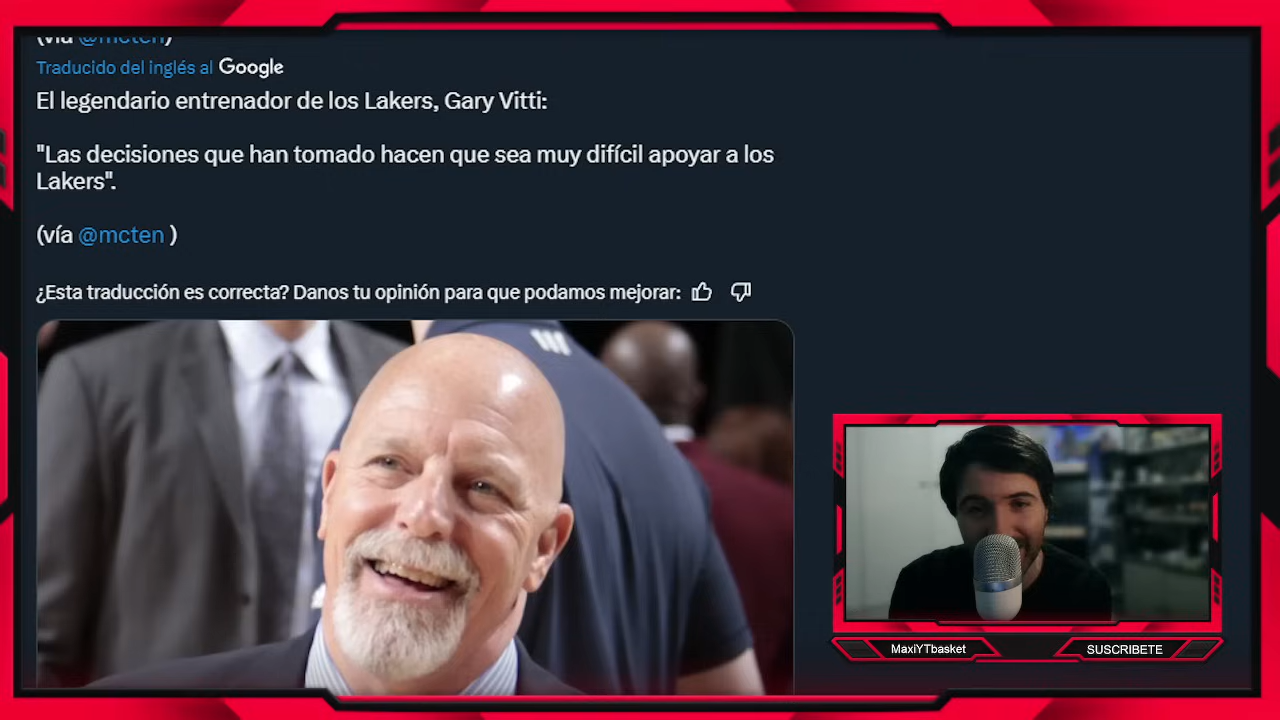 (vía @mcten)
Traducido del inglés al Google
El legendario entrenador de los Lakers, Gary Vitti:
"Las decisiones que han tomado hacen que sea muy difícil apoyar a los
Lakers".
(vía @mcten )
¿Esta traducción es correcta? Danos tu opinión para que podamos mejorar:
MaxiYTbasket
SUSCRIBETE